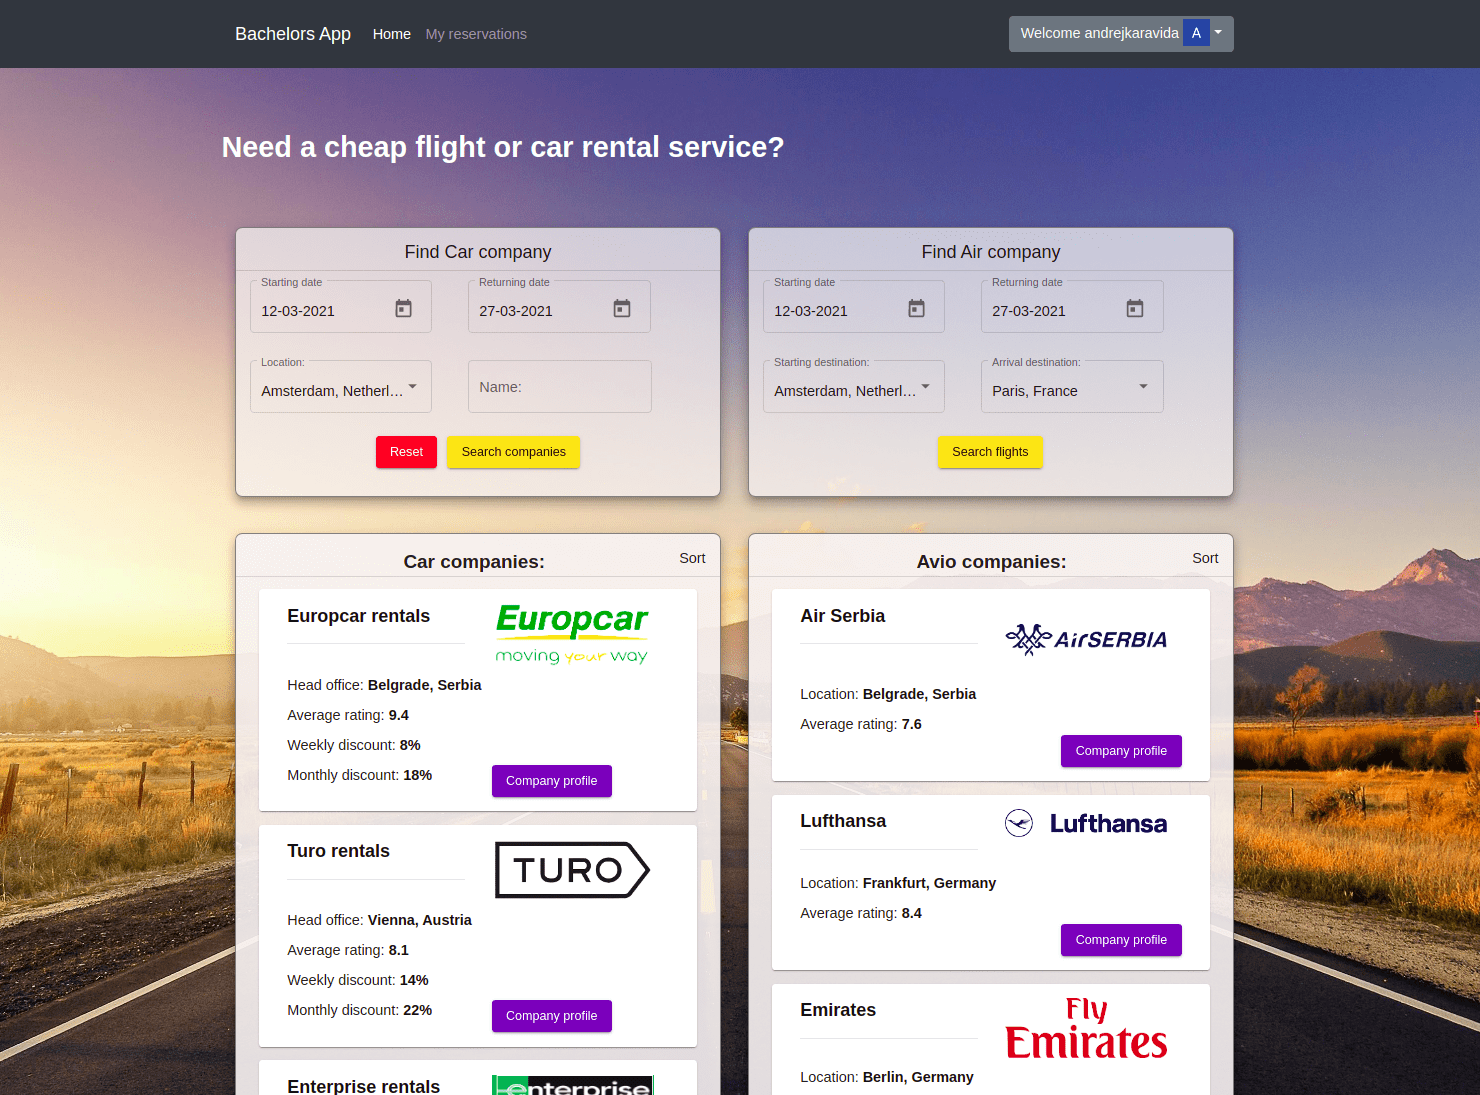 Bachelors App Home My reservations Welcome andrejkaravida A
Need a cheap flight or car rental service?
Find Car company
Starting date
12-03-2021
Returning date
27-03-2021
Location:
Amsterdam, Netherl…
Name:
Reset Search companies
Find Air company
Starting date
12-03-2021
Returning date
27-03-2021
Starting destination:
Amsterdam, Netherl…
Arrival destination:
Paris, France
Search flights
Car companies: Sort
Europcar rentals
Europcar
moving your way
Head office: Belgrade, Serbia
Average rating: 9.4
Weekly discount: 8%
Monthly discount: 18%
Company profile
Turo rentals
TURO
Head office: Vienna, Austria
Average rating: 8.1
Weekly discount: 14%
Monthly discount: 22%
Company profile
Enterprise rentals
enterprise
Avio companies: Sort
Air Serbia
AirSERBIA
Location: Belgrade, Serbia
Average rating: 7.6
Company profile
Lufthansa
Lufthansa
Location: Frankfurt, Germany
Average rating: 8.4
Company profile
Emirates
Fly
Emirates
Location: Berlin, Germany